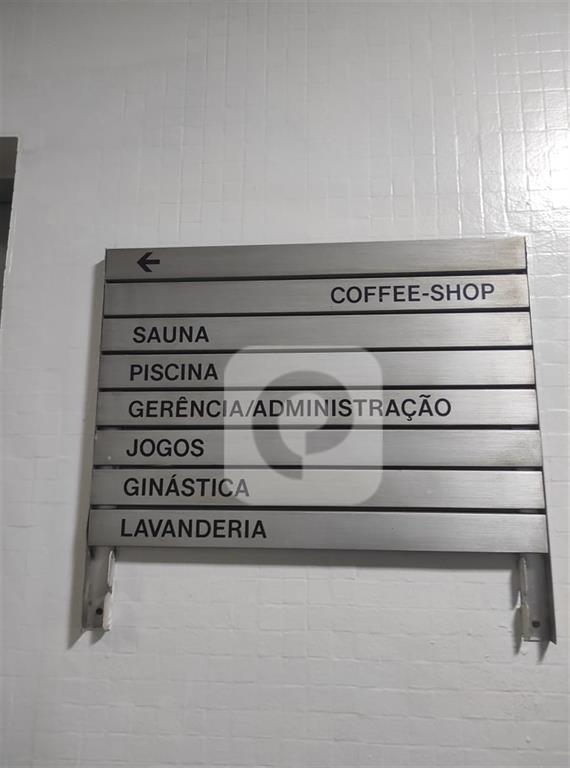 ←
COFFEE-SHOP
SAUNA
PISCINA
GERÊNCIA/ADMINISTRAÇÃO
JOGOS
GINÁSTICA
LAVANDERIA